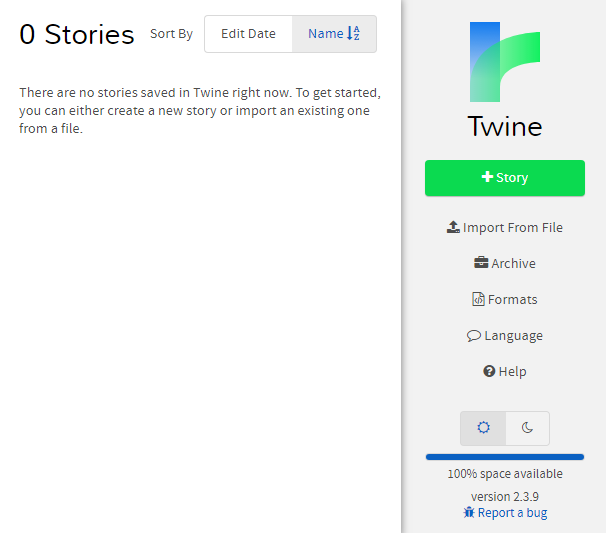 0 Stories
Sort By
Edit Date
Name
There are no stories saved in Twine right now. To get started,
you can either create a new story or import an existing one
from a file.
Twine
+ Story
Import From File
Archive
Formats
Language
Help
100% space available
version 2.3.9
Report a bug